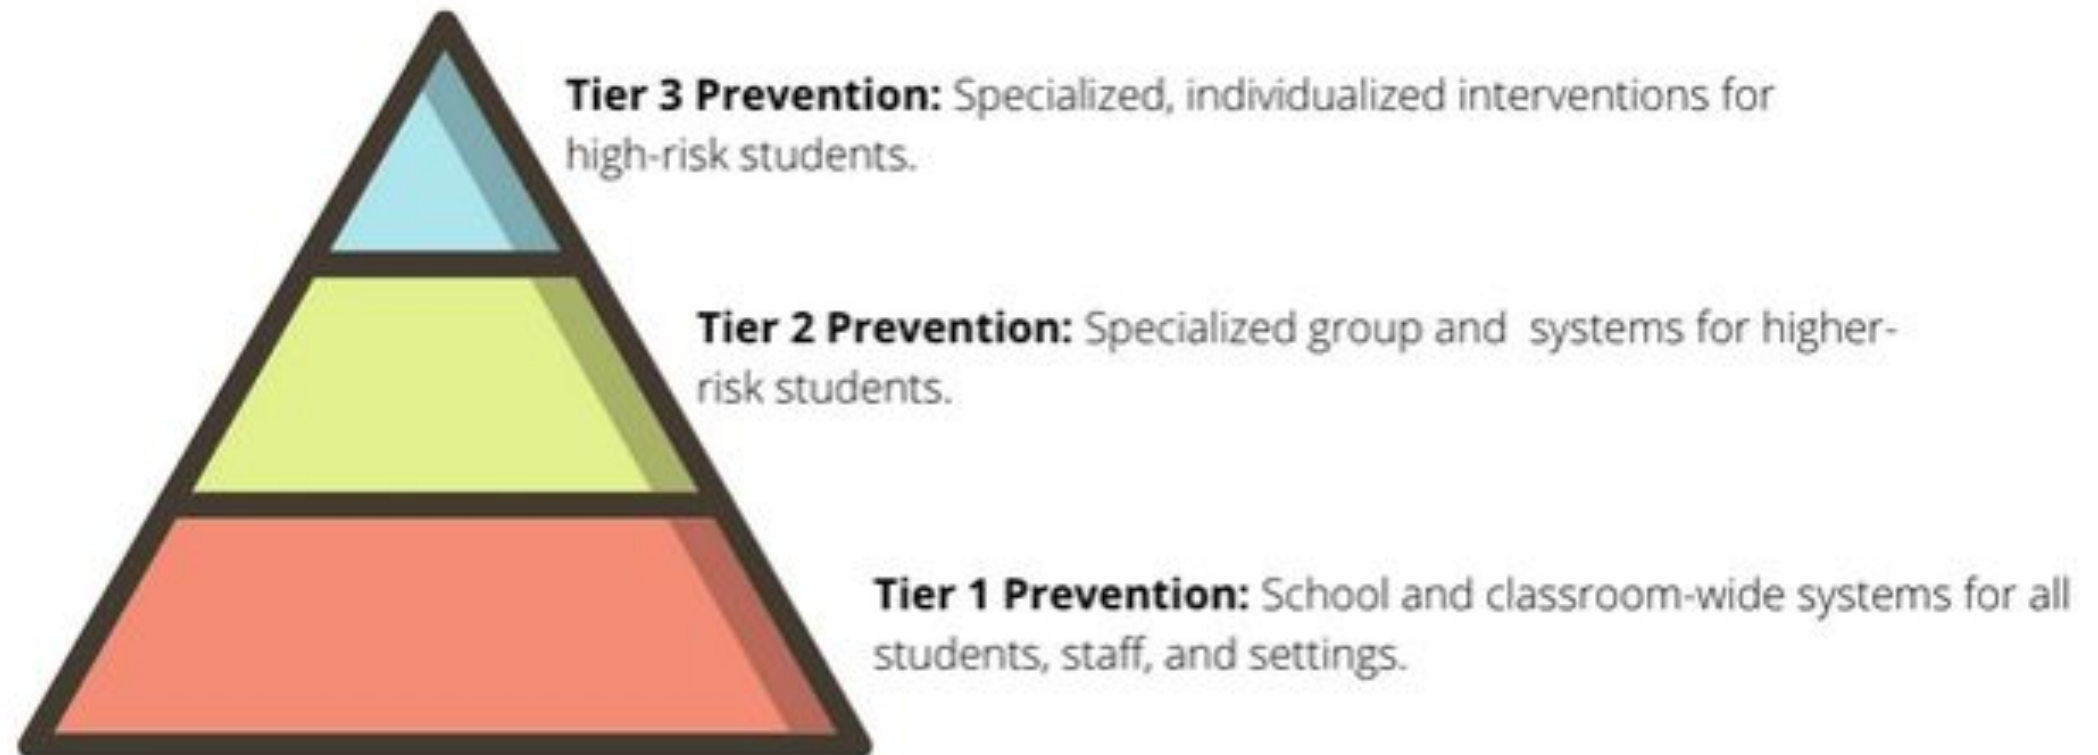 Tier 3 Prevention: Specialized, individualized interventions for
high-risk students.
Tier 2 Prevention: Specialized group and  systems for higher-
risk students.
Tier 1 Prevention: School and classroom-wide systems for all
students, staff, and settings.